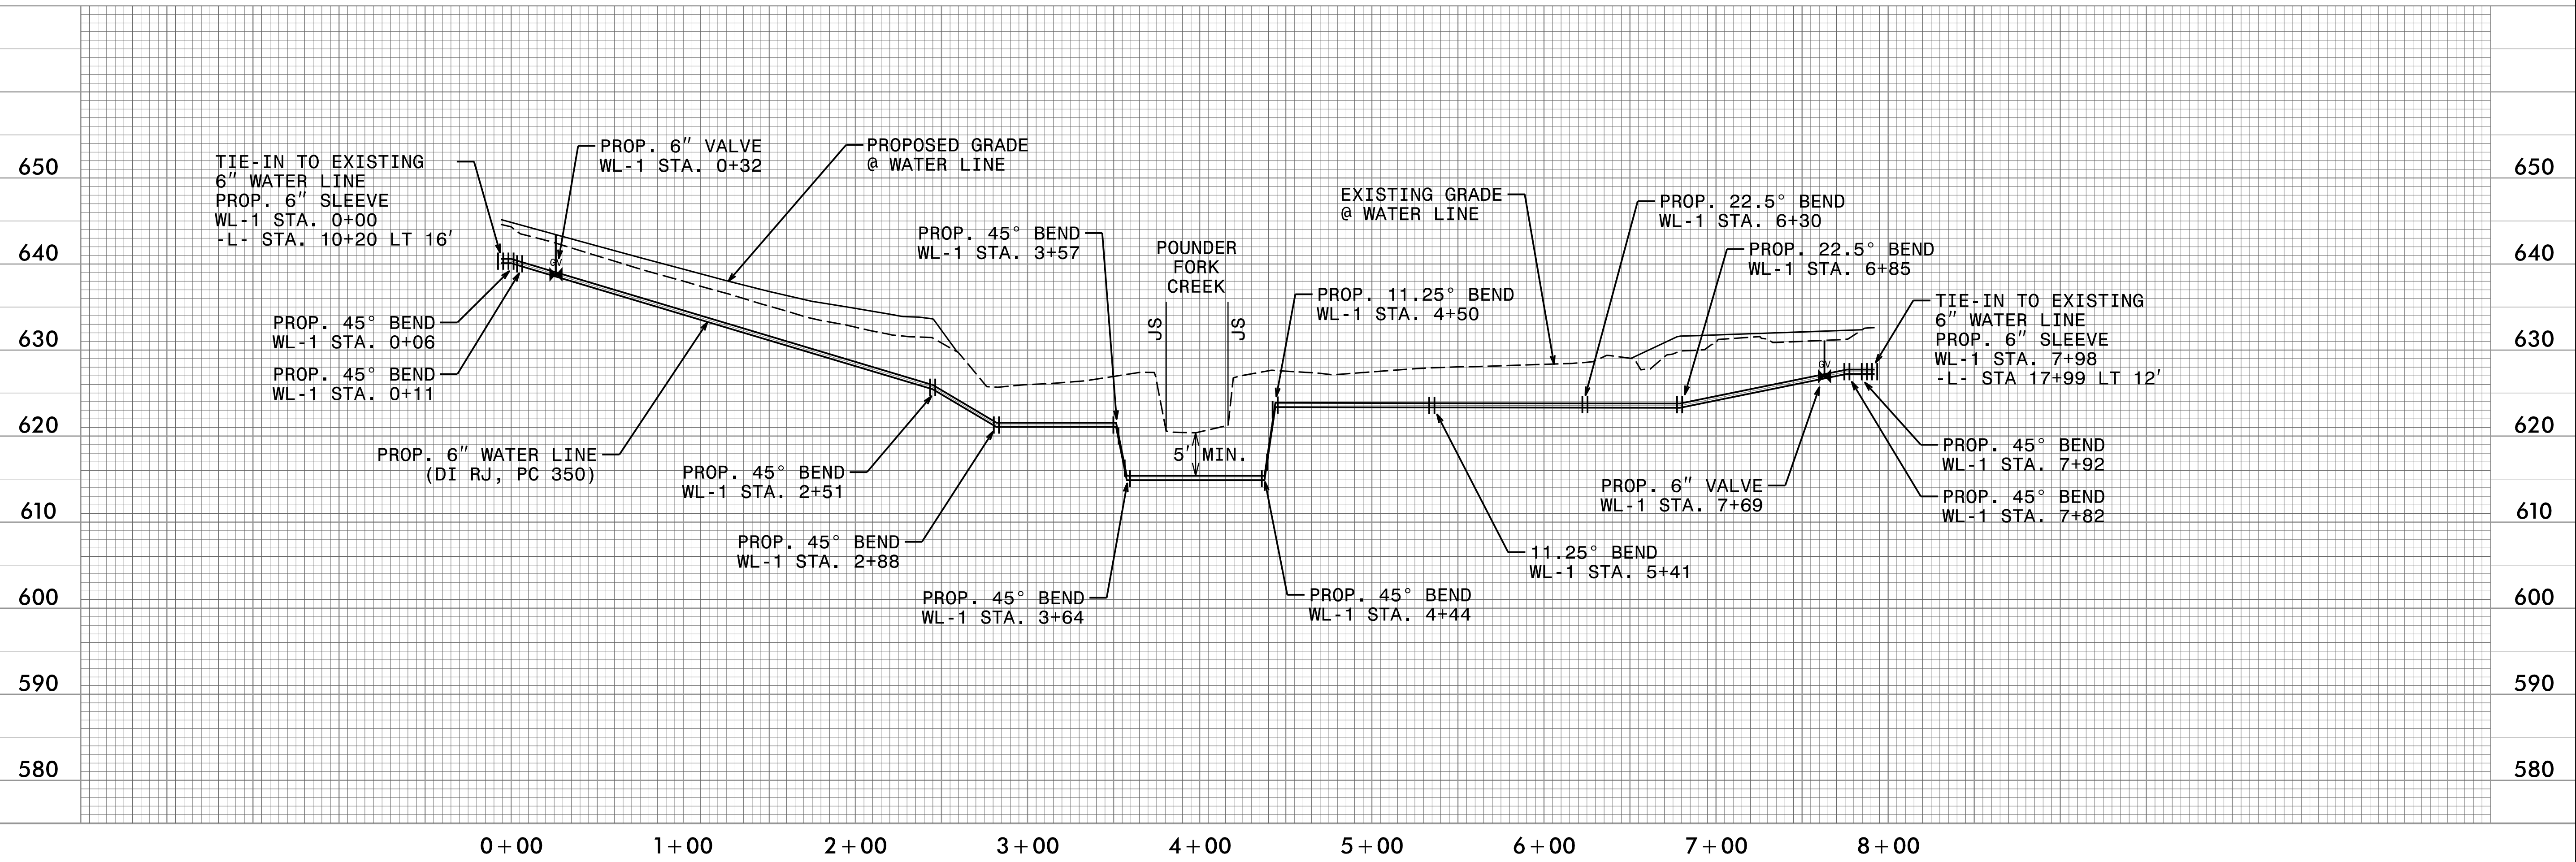 650
640
630
620
610
600
590
580
TIE-IN TO EXISTING
6" WATER LINE
PROP. 6" SLEEVE
WL-1 STA. 0+00
-L- STA. 10+20 LT 16'
PROP. 6" VALVE
WL-1 STA. 0+32
PROPOSED GRADE
@ WATER LINE
GV
PROP. 45° BEND
WL-1 STA. 0+06
PROP. 45° BEND
WL-1 STA. 0+11
PROP. 6" WATER LINE
(DI RJ, PC 350)
PROP. 45° BEND
WL-1 STA. 2+51
PROP. 45° BEND
WL-1 STA. 2+88
PROP. 45° BEND
WL-1 STA. 3+57
PROP. 45° BEND
WL-1 STA. 3+64
POUNDER
FORK
CREEK
JS
JS
5' MIN.
PROP. 45° BEND
WL-1 STA. 4+44
PROP. 11.25° BEND
WL-1 STA. 4+50
EXISTING GRADE
@ WATER LINE
11.25° BEND
WL-1 STA. 5+41
PROP. 22.5° BEND
WL-1 STA. 6+30
PROP. 22.5° BEND
WL-1 STA. 6+85
PROP. 6" VALVE
WL-1 STA. 7+69
GV
TIE-IN TO EXISTING
6" WATER LINE
PROP. 6" SLEEVE
WL-1 STA. 7+98
-L- STA 17+99 LT 12'
PROP. 45° BEND
WL-1 STA. 7+92
PROP. 45° BEND
WL-1 STA. 7+82
650
640
630
620
610
600
590
580
0+00 1+00 2+00 3+00 4+00 5+00 6+00 7+00 8+00